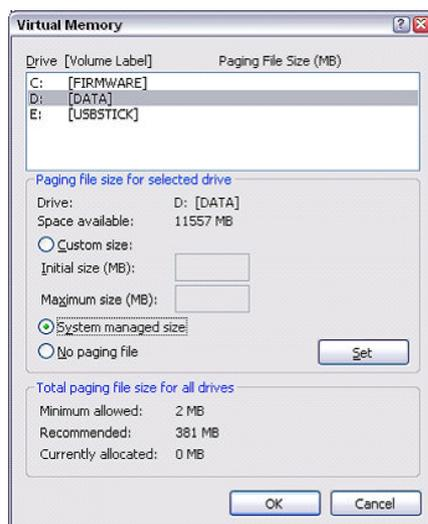 Virtual Memory
Drive [Volume Label] Paging File Size (MB)
C: [FIRMWARE]
D: [DATA]
E: [USBSTICK]
Paging file size for selected drive
Drive: D: [DATA]
Space available: 11557 MB
Custom size:
Initial size (MB):
Maximum size (MB):
System managed size
No paging file
Set
Total paging file size for all drives
Minimum allowed: 2 MB
Recommended: 381 MB
Currently allocated: 0 MB
OK Cancel